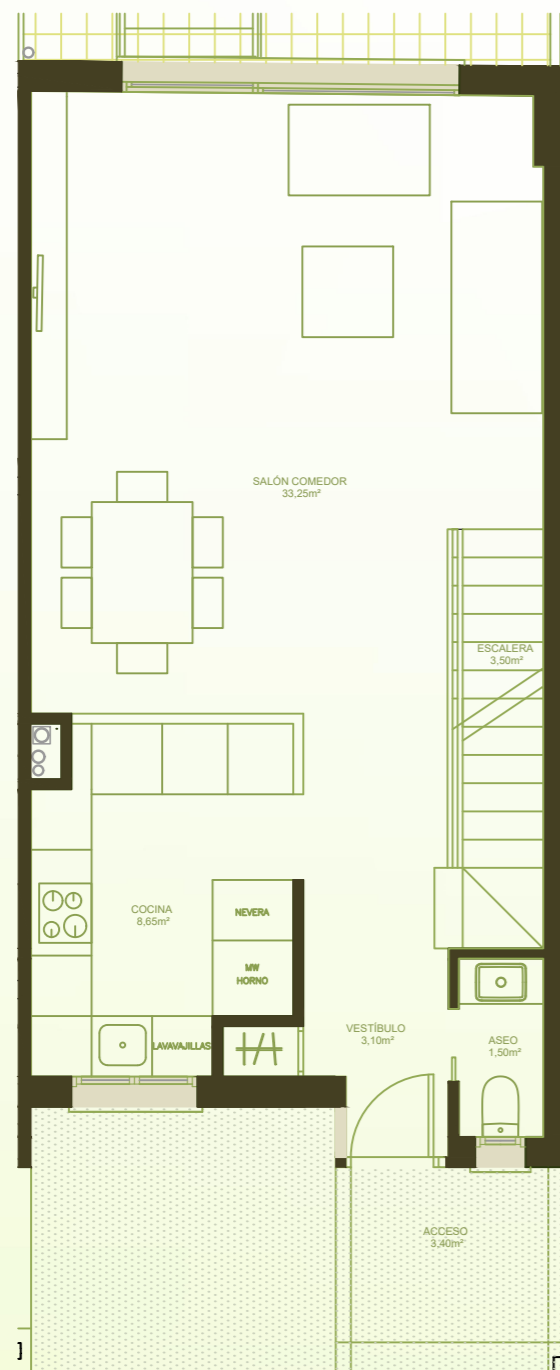 SALÓN COMEDOR
33,25m²
ESCALERA
3,50m²
COCINA
8,65m²
NEVERA
MW
HORNO
LAVAVAJILLAS
VESTÍBULO
3,10m²
ASEO
1,50m²
ACCESO
3,40m²